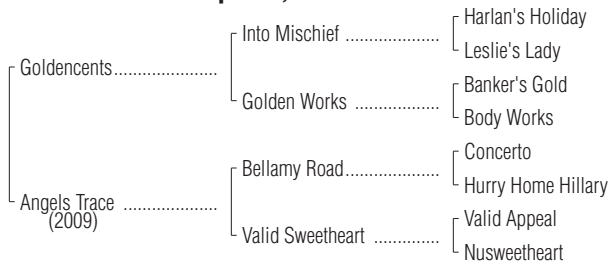 Harlan's Holiday
Into Mischief ....................
Leslie's Lady
Goldencents......................
Banker's Gold
Golden Works ..................
Body Works
Concerto
Bellamy Road....................
Hurry Home Hillary
Angels Trace ....................
(2009)
Valid Appeal
Valid Sweetheart ..............
Nusweetheart